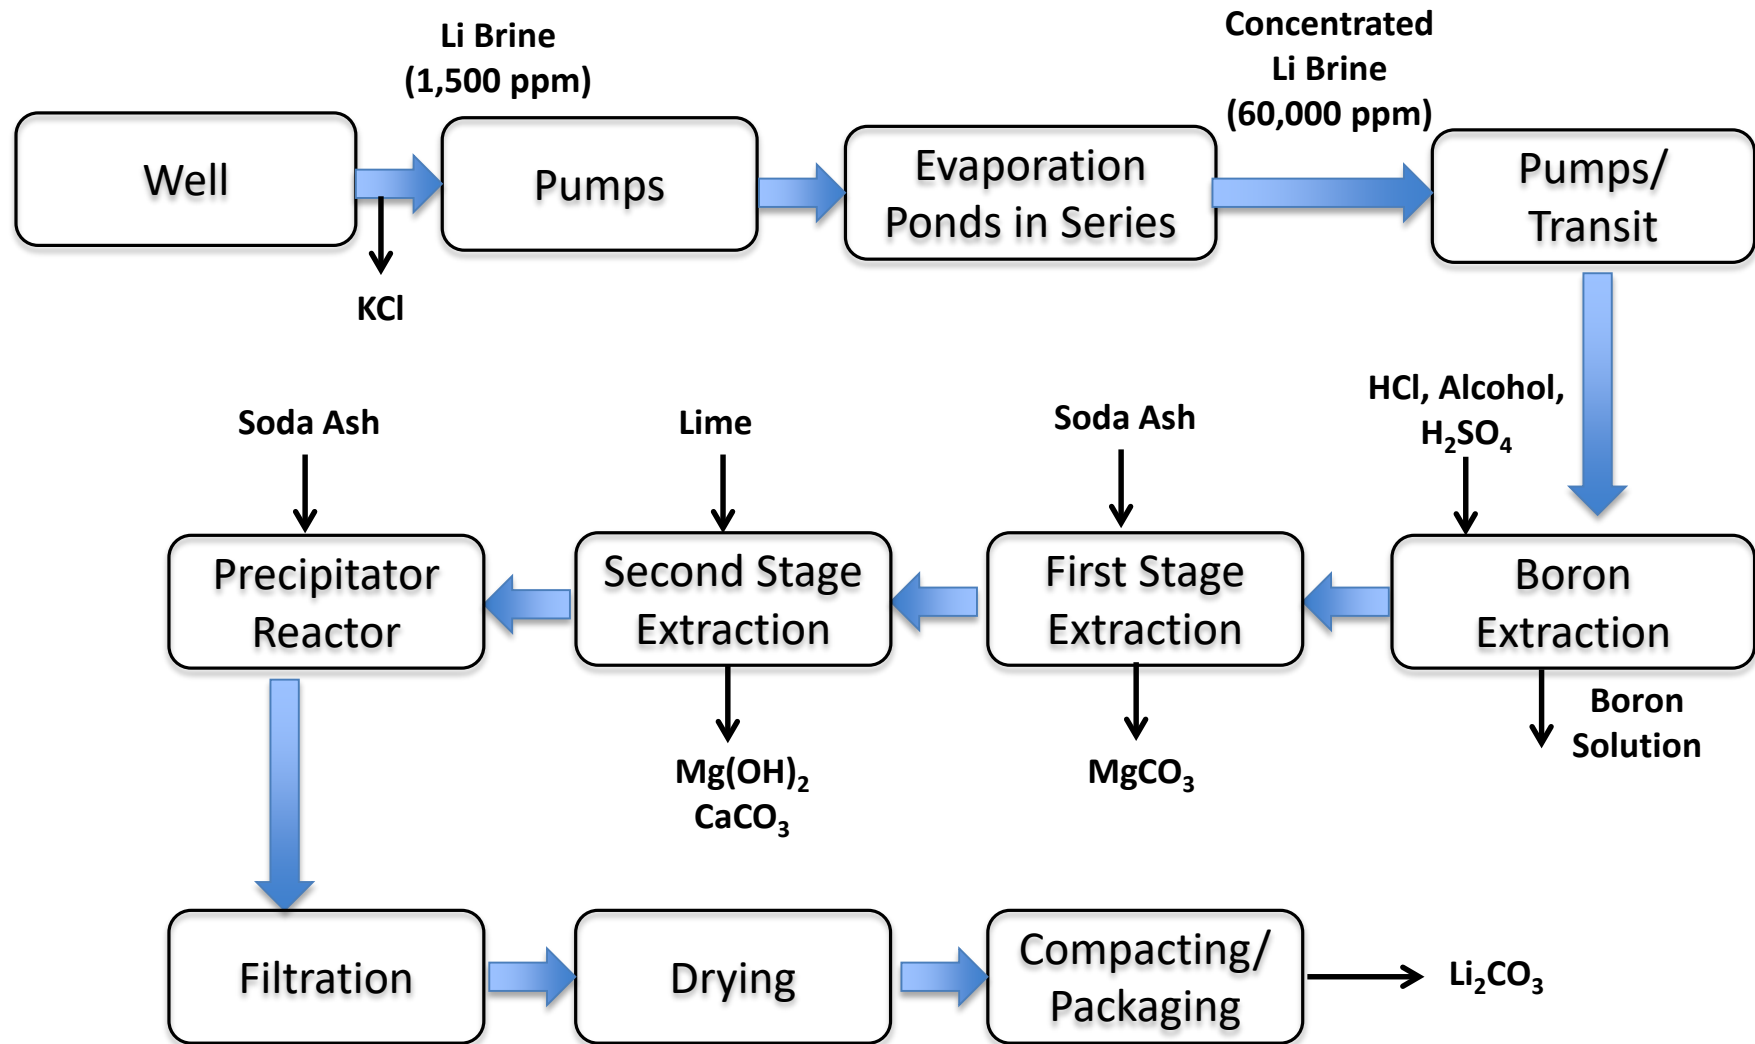 Li Brine
(1,500 ppm)
Concentrated
Li Brine
(60,000 ppm)
Well
Pumps
Evaporation
Ponds in Series
Pumps/
Transit
KCl
Soda Ash
Lime
Soda Ash
HCl, Alcohol,
H₂SO₄
Precipitator
Reactor
Second Stage
Extraction
First Stage
Extraction
Boron
Extraction
Mg(OH)₂
CaCO₃
MgCO₃
Boron
Solution
Filtration
Drying
Compacting/
Packaging
Li₂CO₃